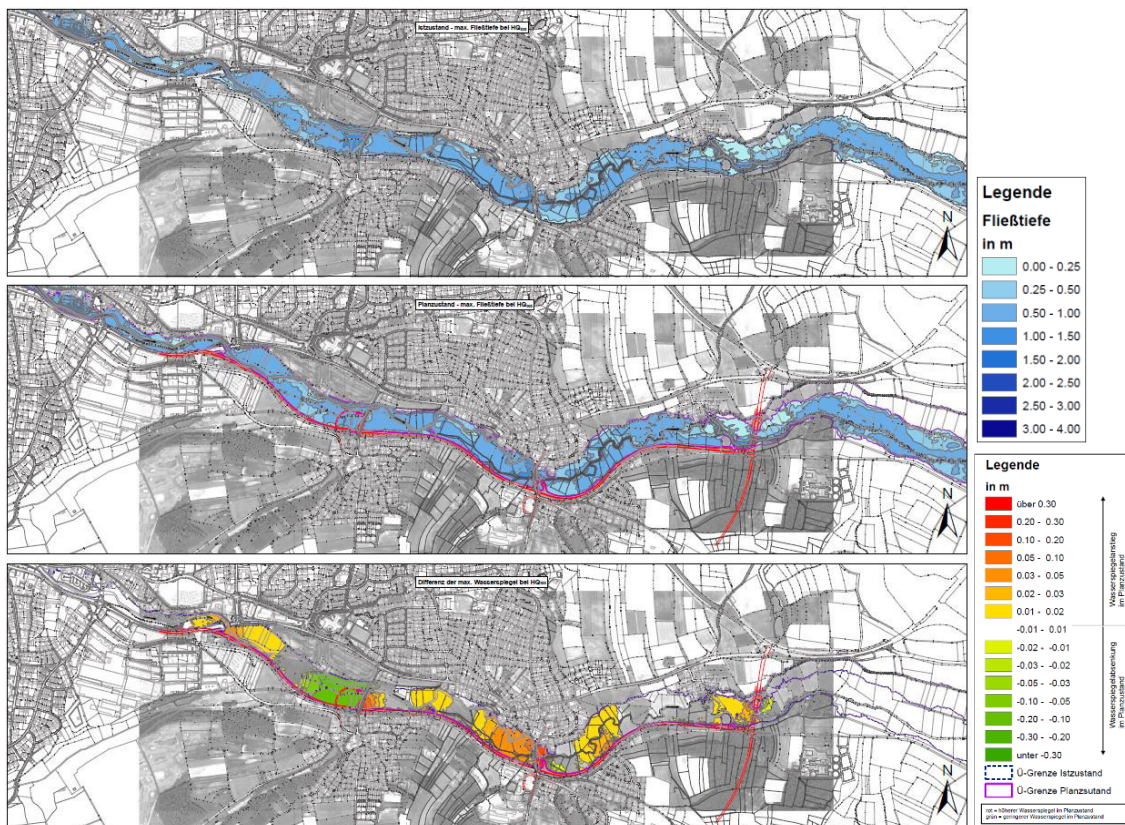 Istzustand - max. Fließtiefe bei HQ
N
Legende
Fließtiefe
in m
0.00 - 0.25
0.25 - 0.50
0.50 - 1.00
1.00 - 1.50
1.50 - 2.00
2.00 - 2.50
2.50 - 3.00
3.00 - 4.00
Planzustand - max. Fließtiefe bei HQ
N
Differenz der max. Wasserspiegel bei HQ
N
Legende
in m
über 0.30
0.20 - 0.30
0.10 - 0.20
0.05 - 0.10
0.03 - 0.05
0.02 - 0.03
0.01 - 0.02
-0.01 - 0.01
-0.02 - -0.01
-0.03 - -0.02
-0.05 - -0.03
-0.10 - -0.05
-0.20 - -0.10
-0.30 - -0.20
unter -0.30
Wasserspiegelanstieg
im Planzustand
Wasserspiegelabsenkung
im Planzustand
Ü-Grenze Istzustand
Ü-Grenze Planzsutand
rot = höherer Wasserspiegel im Planzustand
grün = geringerer Wasserspiegel im Planzustand